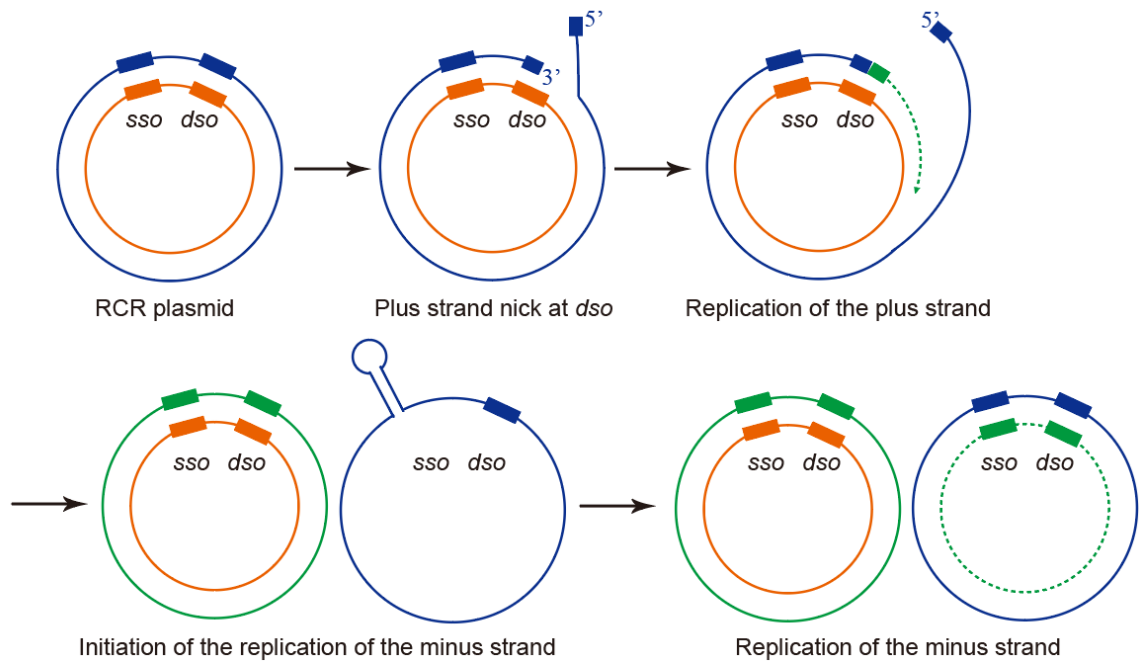 5’
5’
3’
sso dso
sso dso
sso dso
RCR plasmid
Plus strand nick at dso
Replication of the plus strand
sso dso
sso dso
sso dso
sso dso
Initiation of the replication of the minus strand
Replication of the minus strand